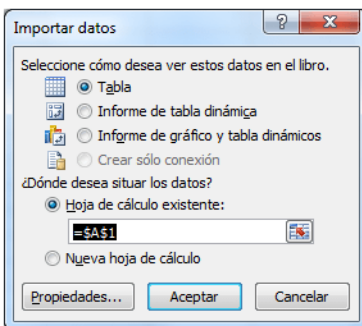 Importar datos
Seleccione cómo desea ver estos datos en el libro.
Tabla
Informe de tabla dinámica
Informe de gráfico y tabla dinámicos
Crear sólo conexión
¿Dónde desea situar los datos?
Hoja de cálculo existente:
=$A$1
Nueva hoja de cálculo
Propiedades... Aceptar Cancelar